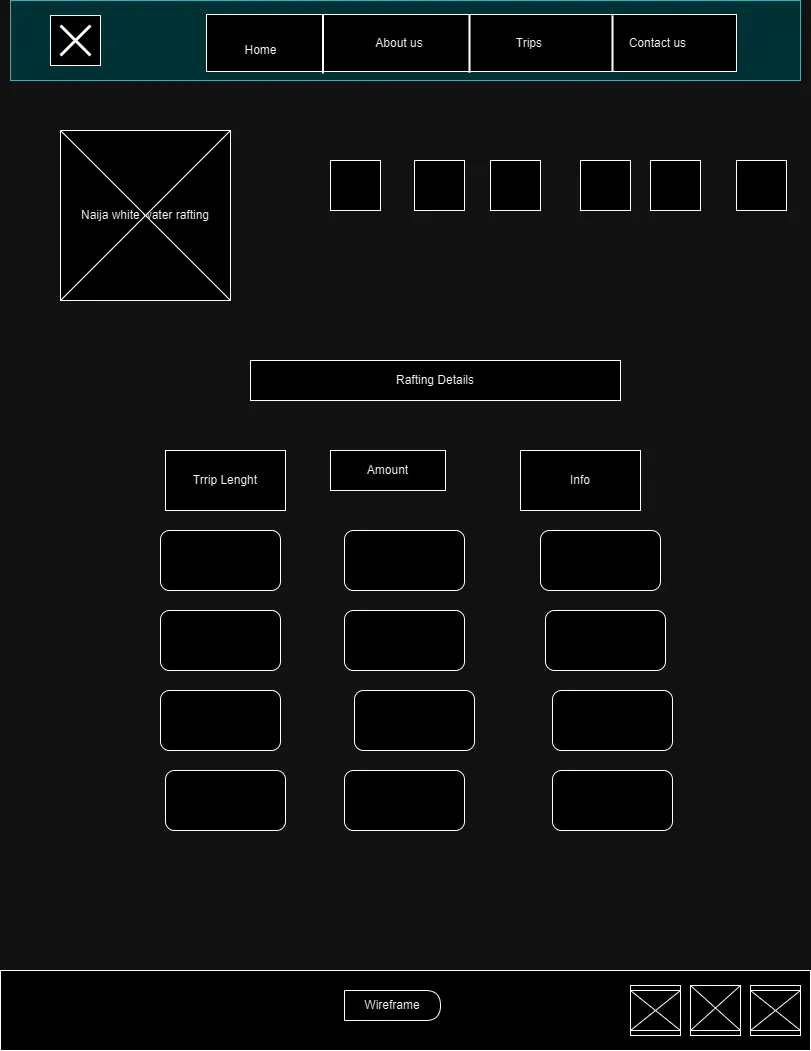 Home
About us
Trips
Contact us
Naija white water rafting
Rafting Details
Trrip Lenght
Amount
Info
Wireframe